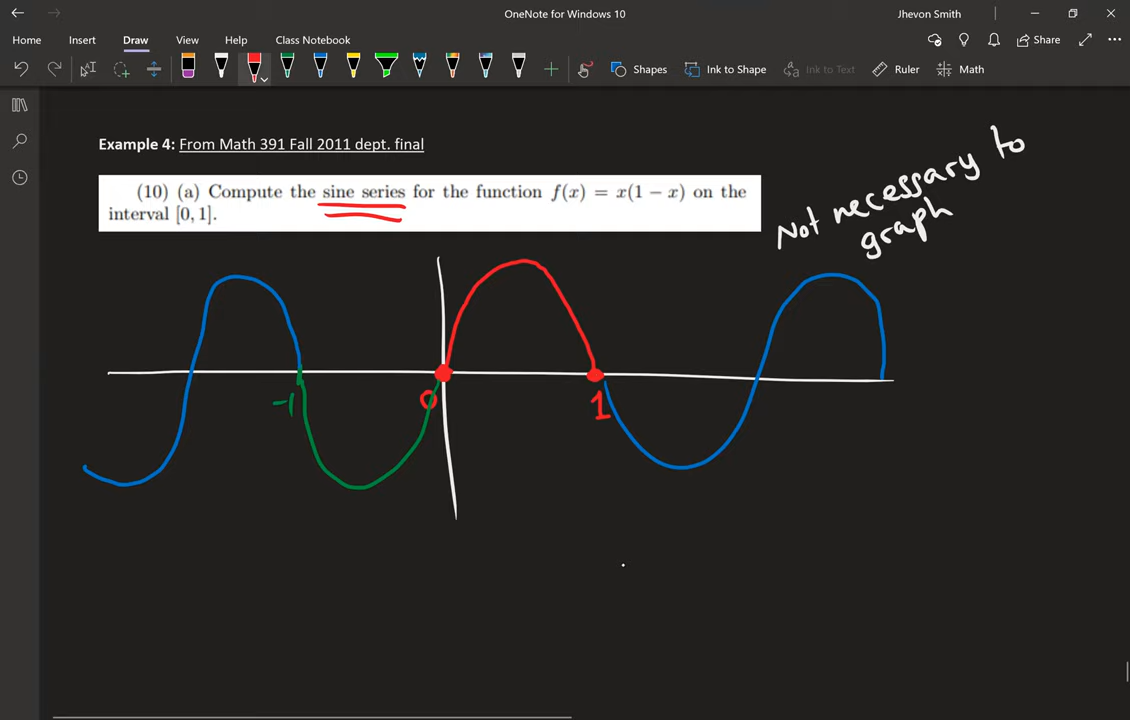 OneNote for Windows 10
Jhevon Smith
Home Insert Draw View Help Class Notebook
Share
Shapes Ink to Shape Ink to Text Ruler Math
Example 4: From Math 391 Fall 2011 dept. final
(10) (a) Compute the sine series for the function f(x) = x(1 − x) on the
interval [0, 1].
Not necessary to
graph
-1 0 1